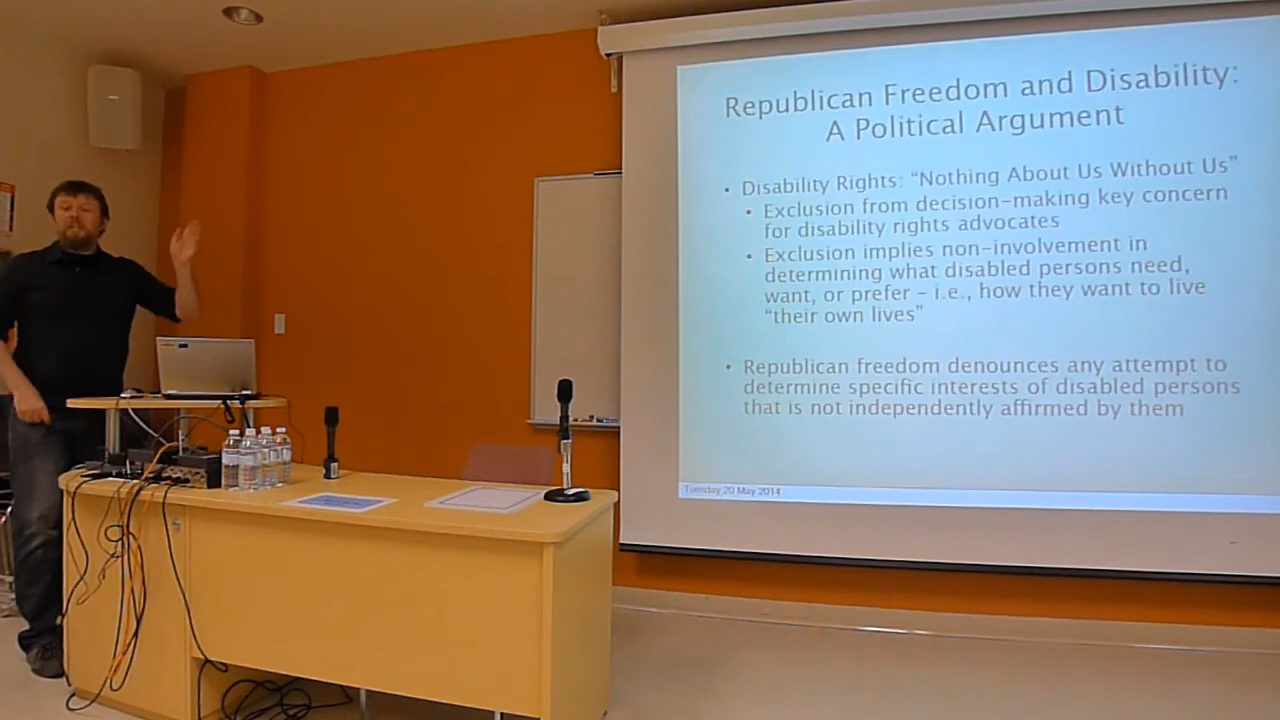 Republican Freedom and Disability:
A Political Argument
• Disability Rights: “Nothing About Us Without Us”
• Exclusion from decision-making key concern
for disability rights advocates
• Exclusion implies non-involvement in
determining what disabled persons need,
want, or prefer – i.e., how they want to live
“their own lives”
• Republican freedom denounces any attempt to
determine specific interests of disabled persons
that is not independently affirmed by them
Tuesday 20 May 2014